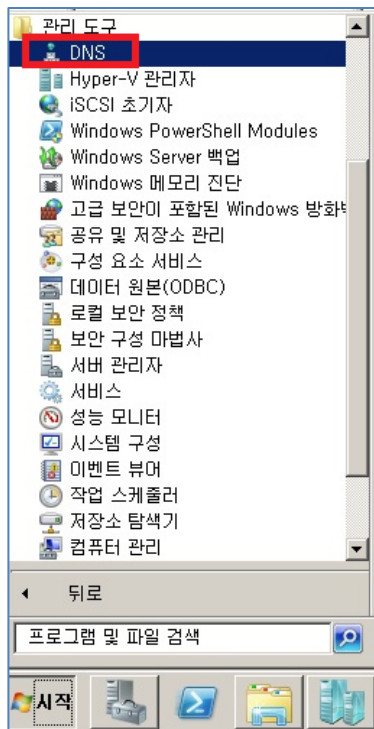 관리 도구
DNS
Hyper-V 관리자
iSCSI 초기자
Windows PowerShell Modules
Windows Server 백업
Windows 메모리 진단
고급 보안이 포함된 Windows 방화
공유 및 저장소 관리
구성 요소 서비스
데이터 원본(ODBC)
로컬 보안 정책
보안 구성 마법사
서버 관리자
서비스
성능 모니터
시스템 구성
이벤트 뷰어
작업 스케줄러
저장소 탐색기
컴퓨터 관리
뒤로
프로그램 및 파일 검색
시작